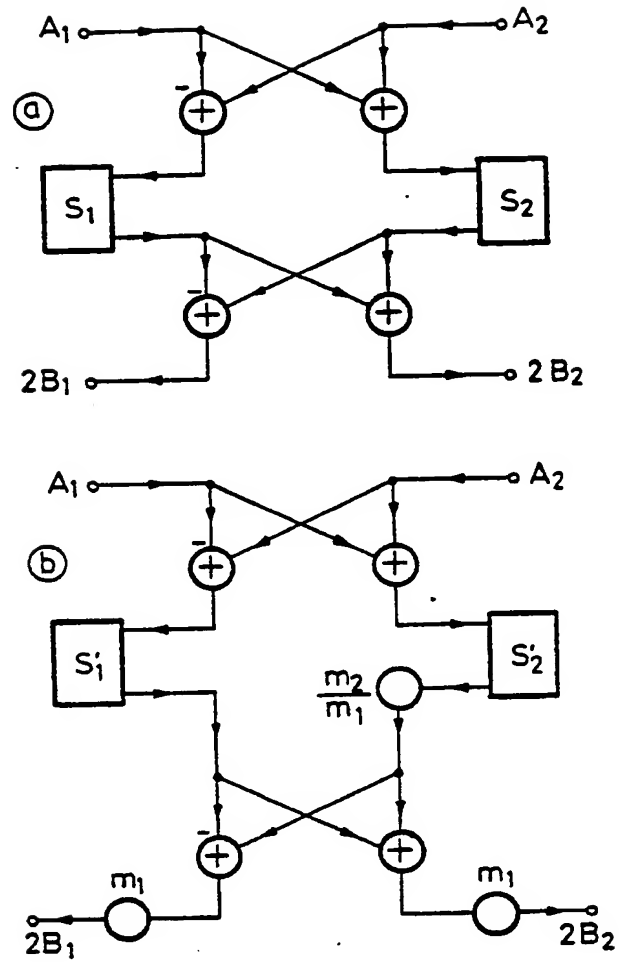 A1 A2
a
- + +
S1 S2
- + +
2B1 2B2
A1 A2
b
- + +
S'1 S'2
m2/m1
- + +
m1 m1
2B1 2B2